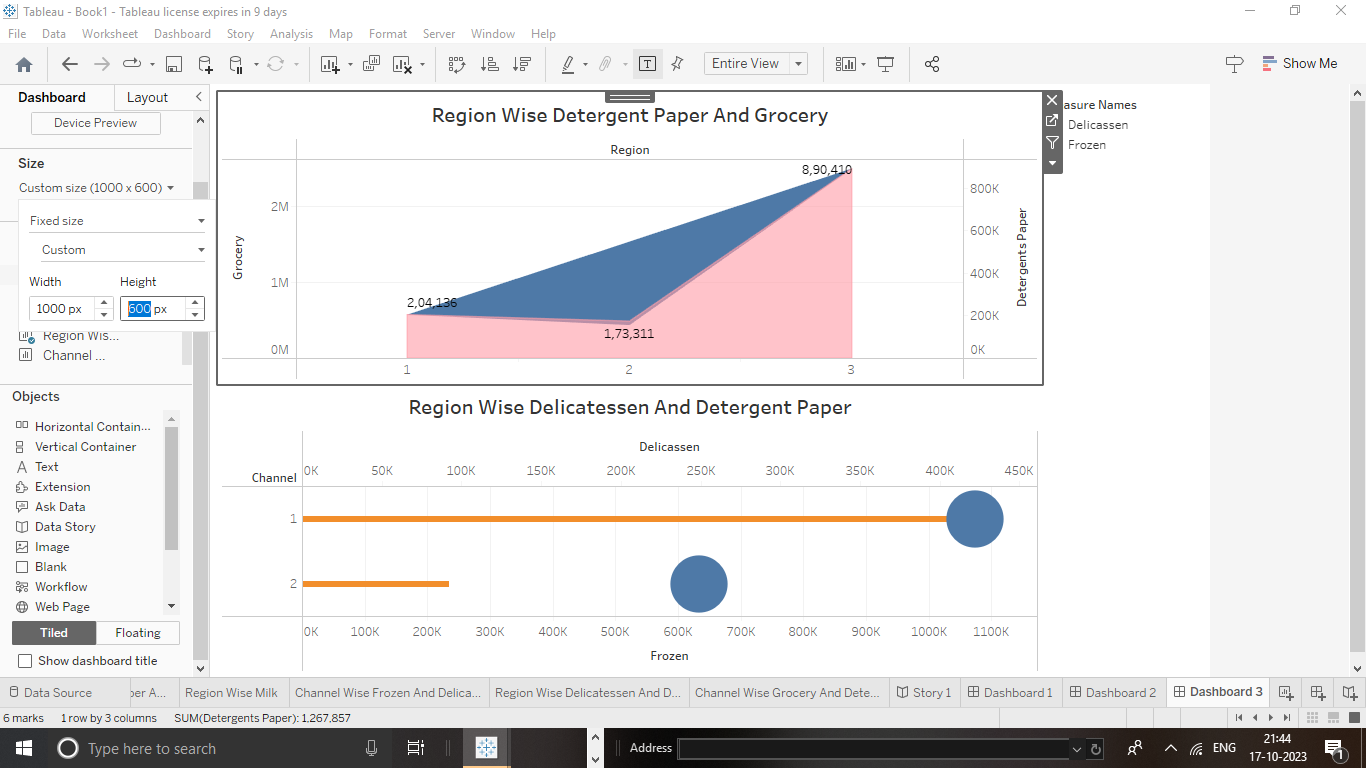 Tableau - Book1 - Tableau license expires in 9 days
File Data Worksheet Dashboard Story Analysis Map Format Server Window Help
Entire View
Show Me
Dashboard Layout
Device Preview
Size
Custom size (1000 x 600)
Fixed size
Custom
Width Height
1000 px 600 px
Region Wis...
Channel ...
Objects
Horizontal Contain...
Vertical Container
Text
Extension
Ask Data
Data Story
Image
Blank
Workflow
Web Page
Tiled Floating
Show dashboard title
Region Wise Detergent Paper And Grocery
Region
Grocery
2M
1M
0M
8,90,410
2,04,136
1,73,311
1 2 3
800K
600K
400K
200K
0K
Detergents Paper
asure Names
Delicassen
Frozen
Region Wise Delicatessen And Detergent Paper
Delicassen
Channel
0K 50K 100K 150K 200K 250K 300K 350K 400K 450K
1
2
0K 100K 200K 300K 400K 500K 600K 700K 800K 900K 1000K 1100K
Frozen
Data Source per A... Region Wise Milk Channel Wise Frozen And Delica... Region Wise Delicatessen And D... Channel Wise Grocery And Dete... Story 1 Dashboard 1 Dashboard 2 Dashboard 3
6 marks 1 row by 3 columns SUM(Detergents Paper): 1,267,857
Type here to search
Address
ENG
21:44
17-10-2023
1